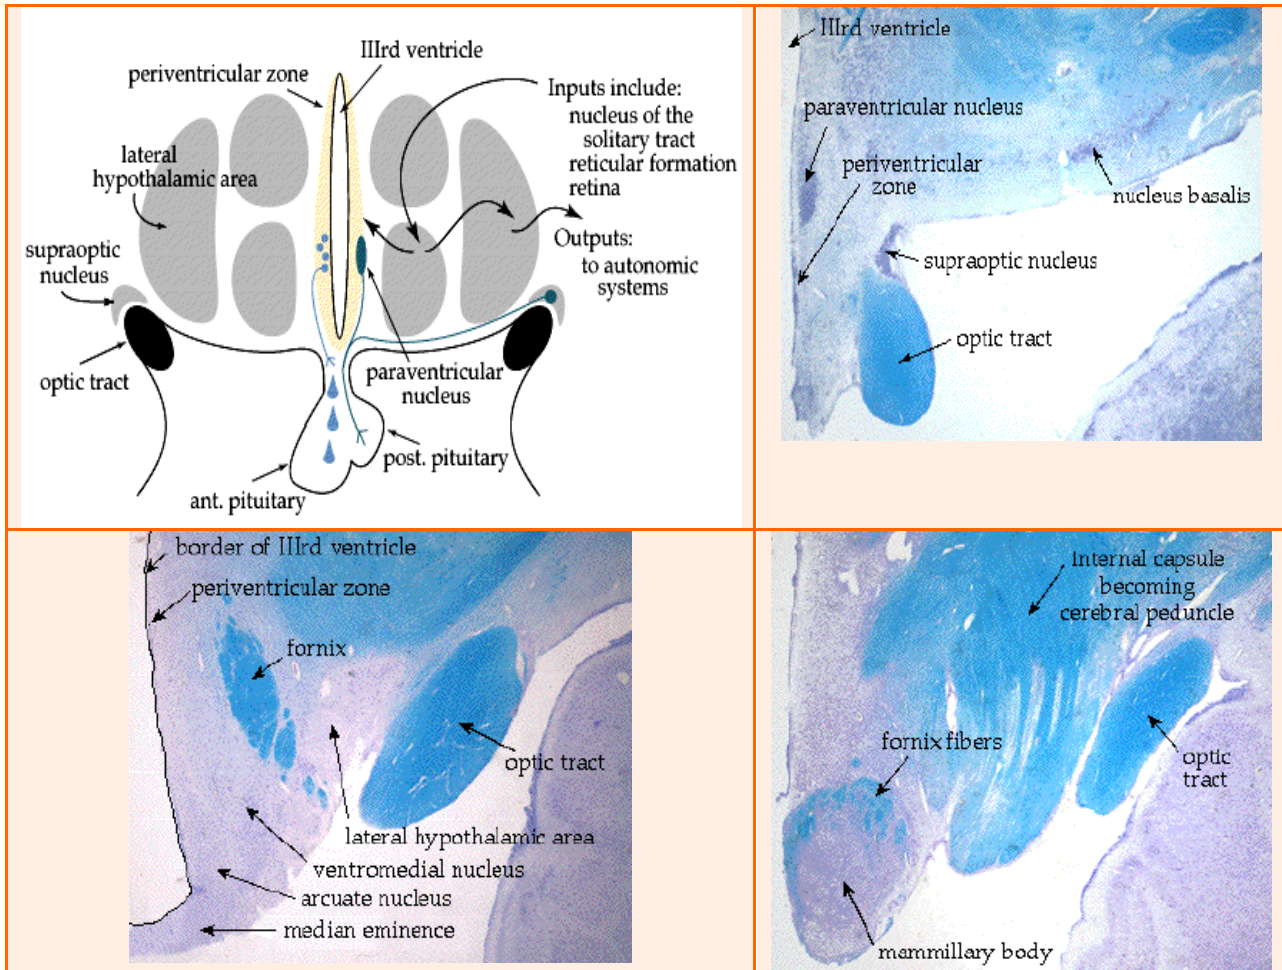 IIIrd ventricle
periventricular zone
Inputs include:
nucleus of the
solitary tract
reticular formation
retina
lateral
hypothalamic area
Outputs:
to autonomic
systems
supraoptic
nucleus
optic tract
paraventricular
nucleus
post. pituitary
ant. pituitary
IIIrd ventricle
paraventricular nucleus
periventricular
zone
nucleus basalis
supraoptic nucleus
optic tract
border of IIIrd ventricle
periventricular zone
fornix
optic tract
lateral hypothalamic area
ventromedial nucleus
arcuate nucleus
median eminence
internal capsule
becoming
cerebral peduncle
fornix fibers
optic
tract
mammillary body